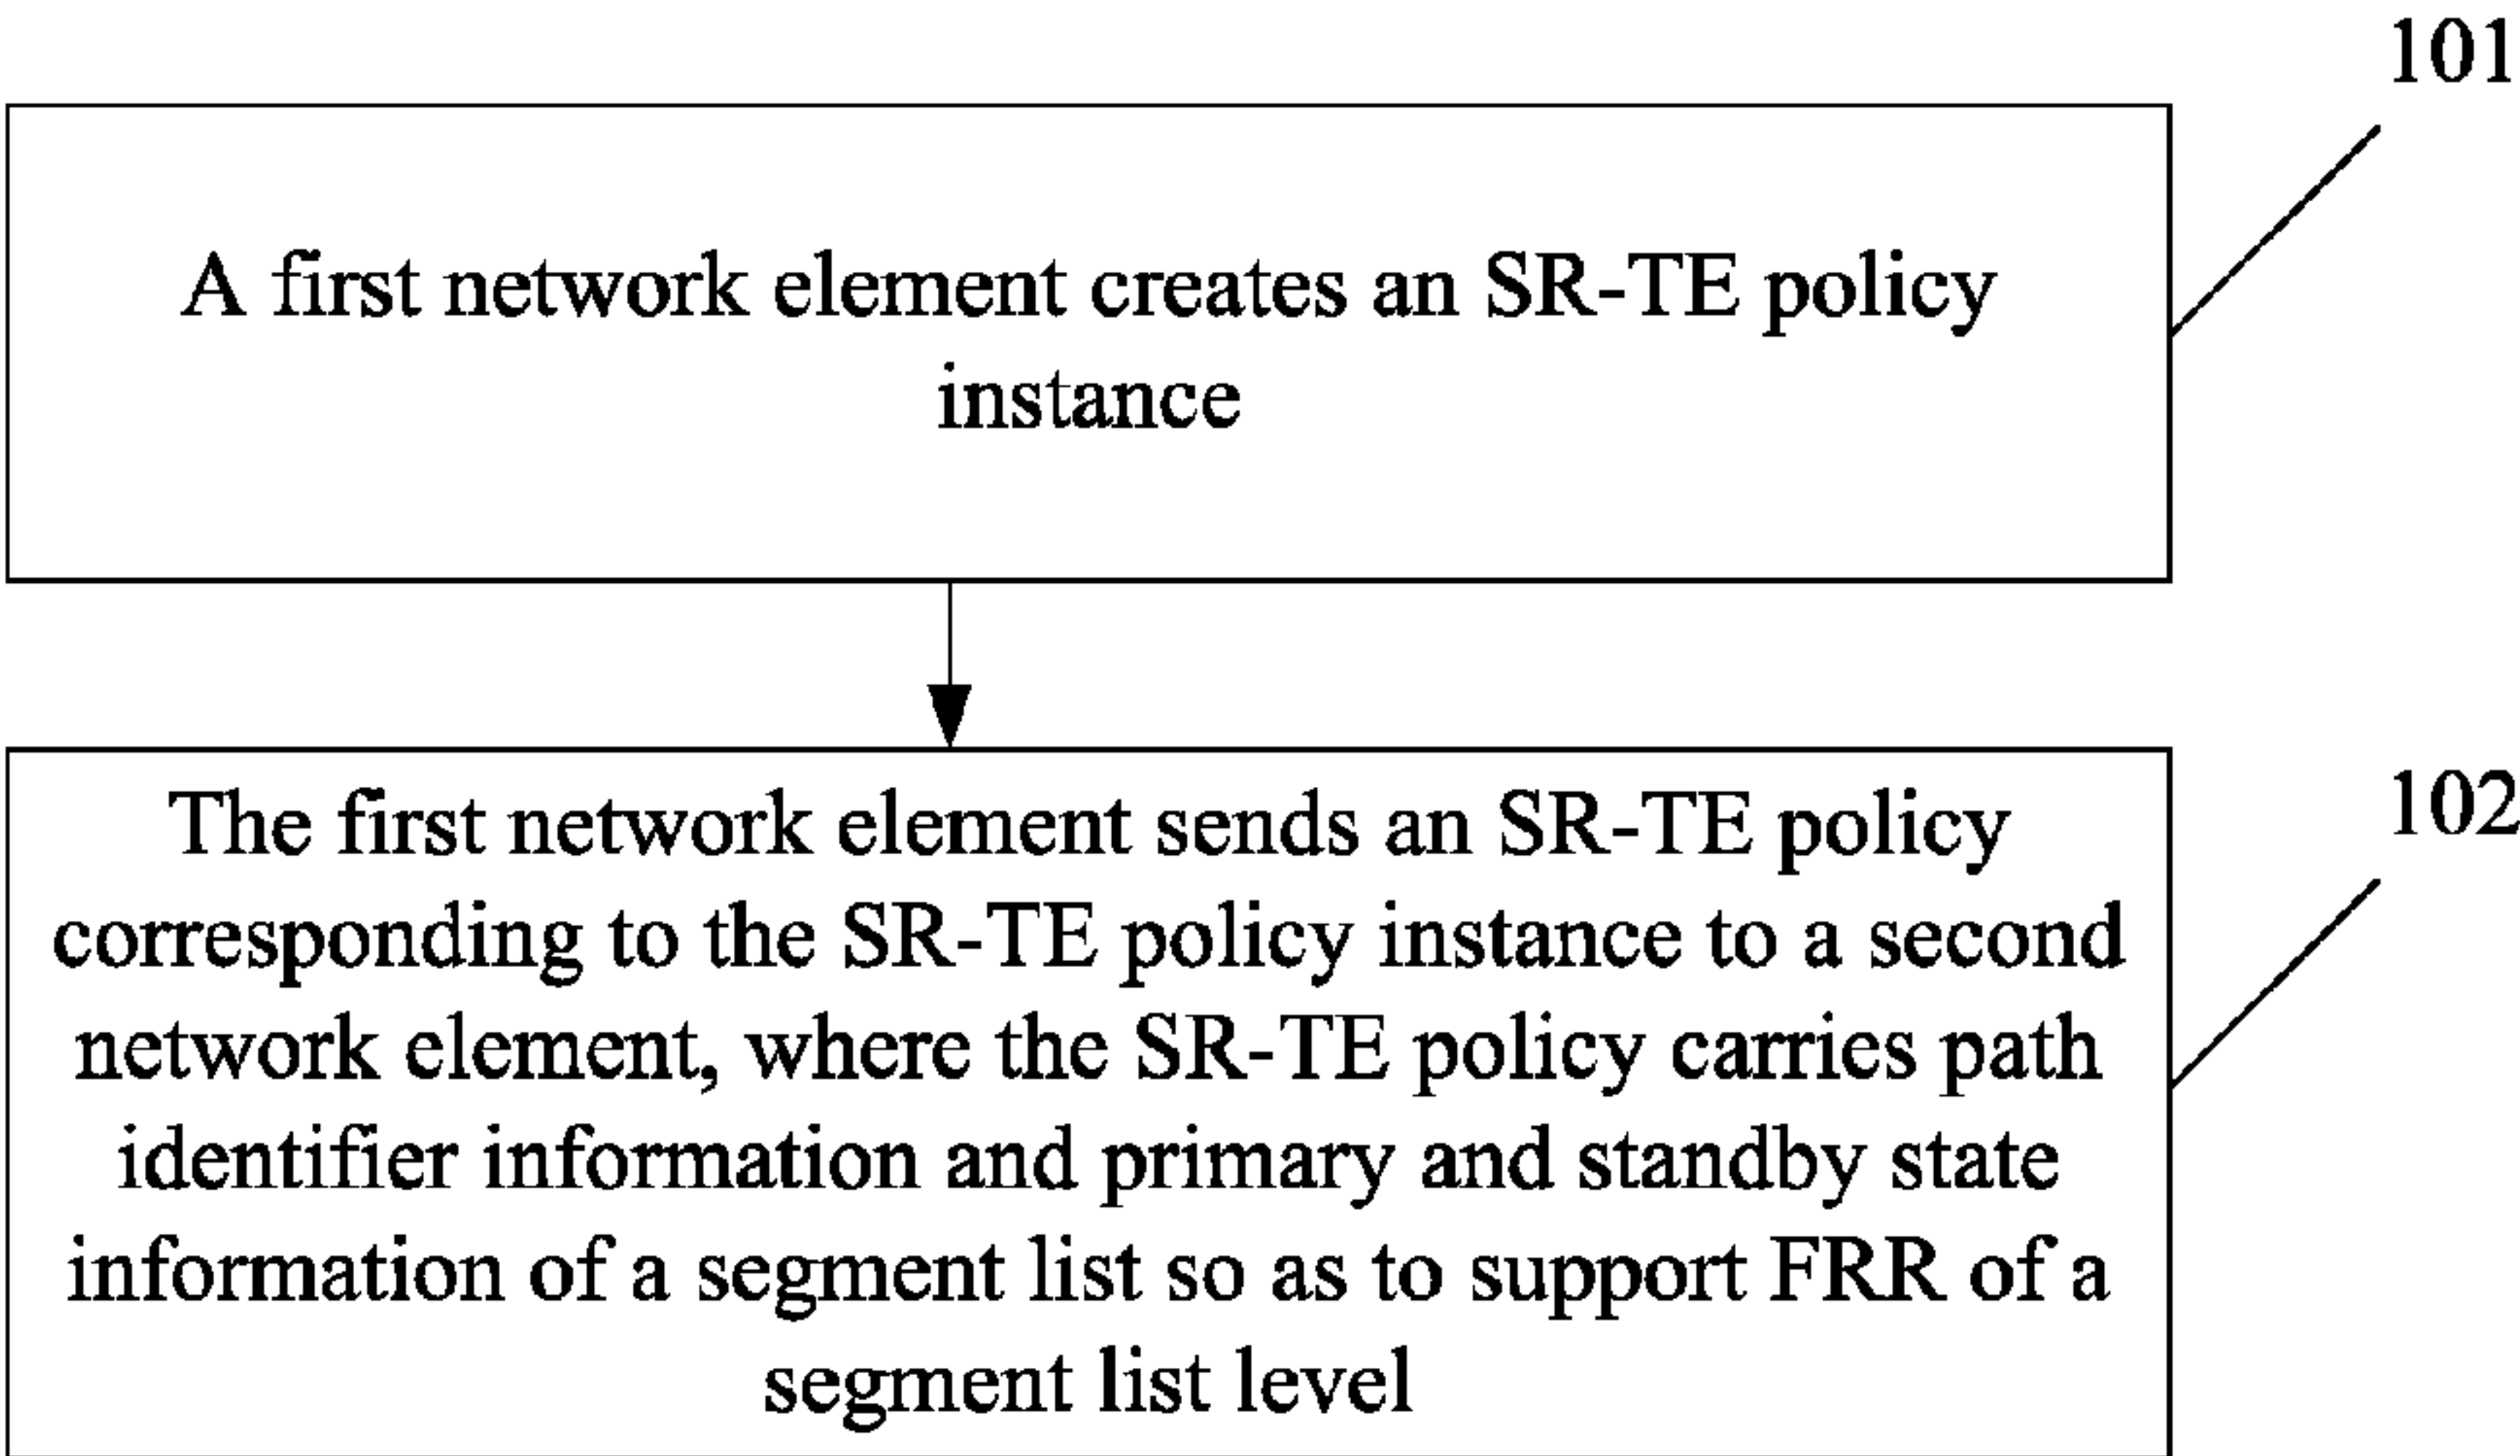 101
A first network element creates an SR-TE policy
instance
The first network element sends an SR-TE policy
102
corresponding to the SR-TE policy instance to a second
network element, where the SR-TE policy carries path
identifier information and primary and standby state
information of a segment list so as to support FRR of a
segment list level